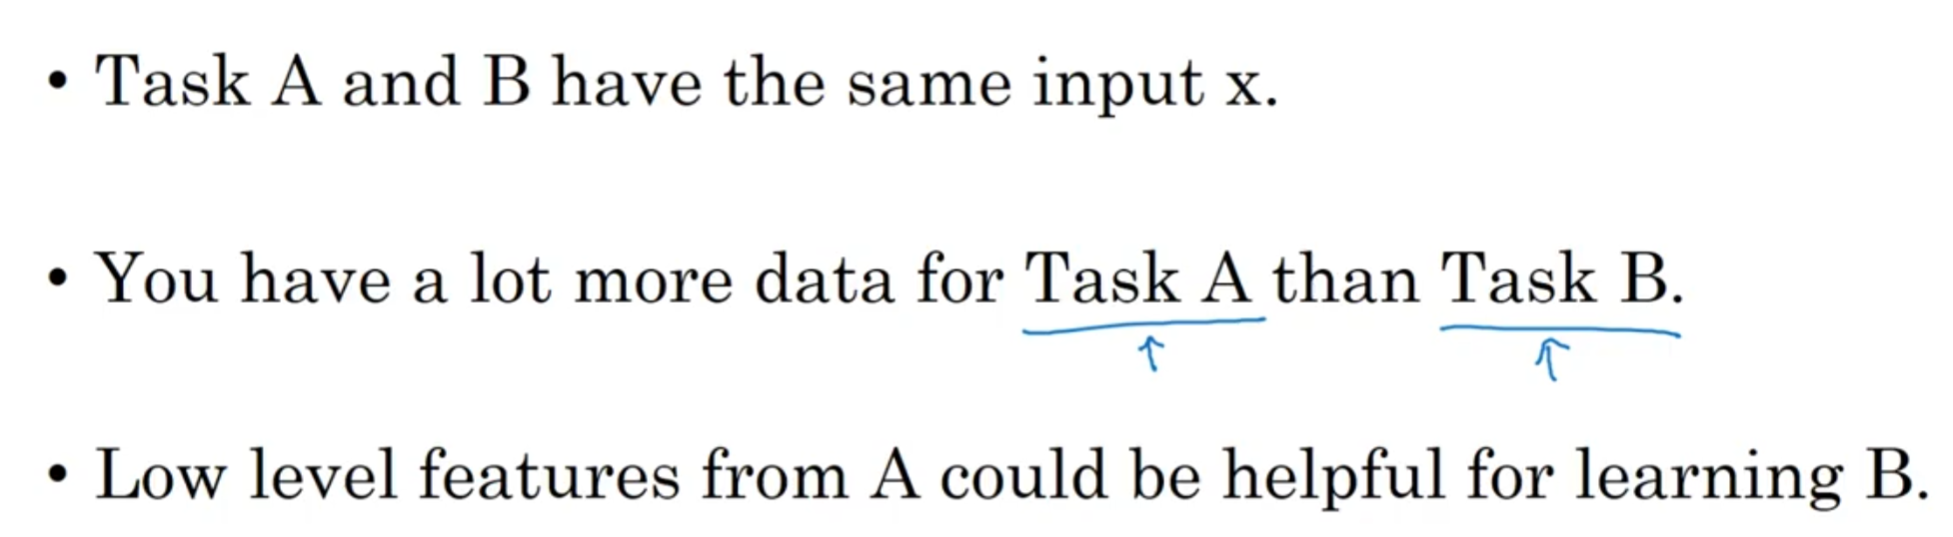 • Task A and B have the same input x.
• You have a lot more data for Task A than Task B.
• Low level features from A could be helpful for learning B.